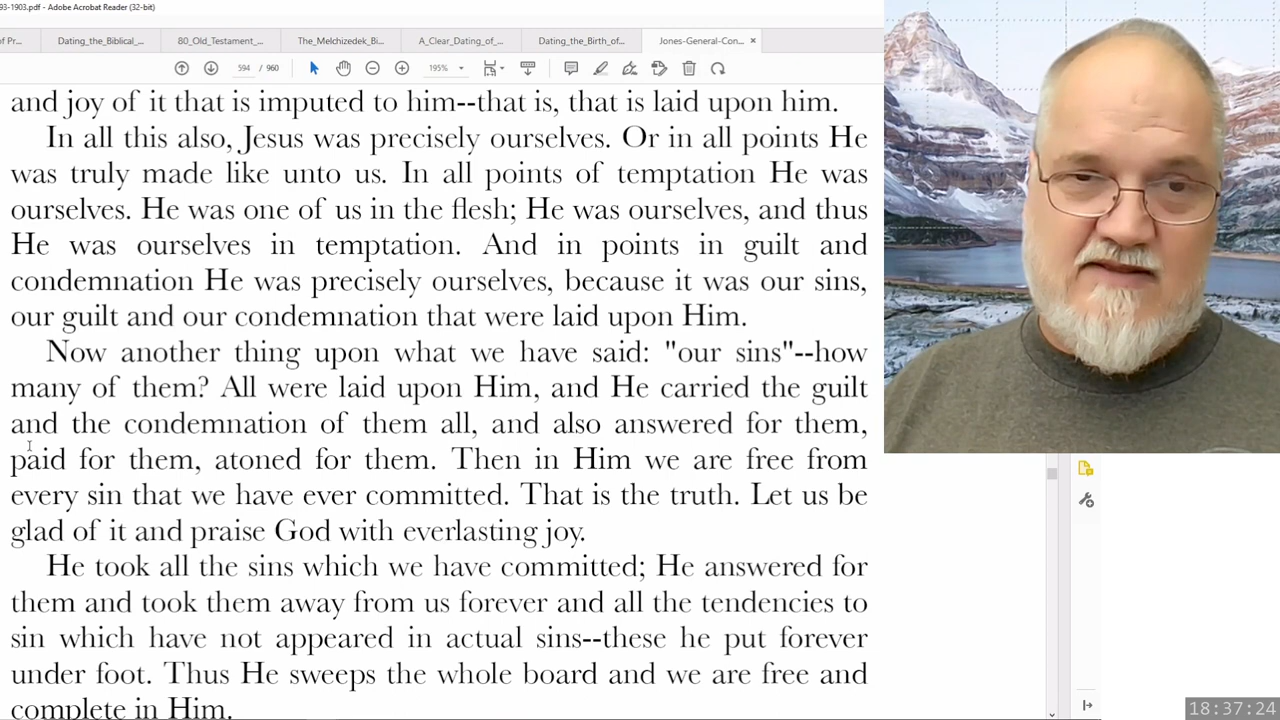 93-1903.pdf - Adobe Acrobat Reader (32-bit)
of Pr... Dating_the_Biblical_... 80_Old_Testament_... The_Melchizedek_Bi... A_Clear_Dating_of_... Dating_the_Birth_of... Jones-General-Con... ×
594 / 960 195%
and joy of it that is imputed to him--that is, that is laid upon him.
In all this also, Jesus was precisely ourselves. Or in all points He
was truly made like unto us. In all points of temptation He was
ourselves. He was one of us in the flesh; He was ourselves, and thus
He was ourselves in temptation. And in points in guilt and
condemnation He was precisely ourselves, because it was our sins,
our guilt and our condemnation that were laid upon Him.
Now another thing upon what we have said: "our sins"--how
many of them? All were laid upon Him, and He carried the guilt
and the condemnation of them all, and also answered for them,
paid for them, atoned for them. Then in Him we are free from
every sin that we have ever committed. That is the truth. Let us be
glad of it and praise God with everlasting joy.
He took all the sins which we have committed; He answered for
them and took them away from us forever and all the tendencies to
sin which have not appeared in actual sins--these he put forever
under foot. Thus He sweeps the whole board and we are free and
complete in Him.
18:37:24